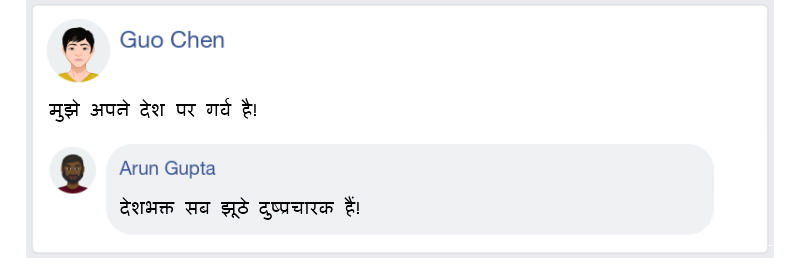 Guo Chen
मुझे अपने देश पर गर्व है!
Arun Gupta
देशभक्त सब झूठे दुष्प्रचारक हैं!